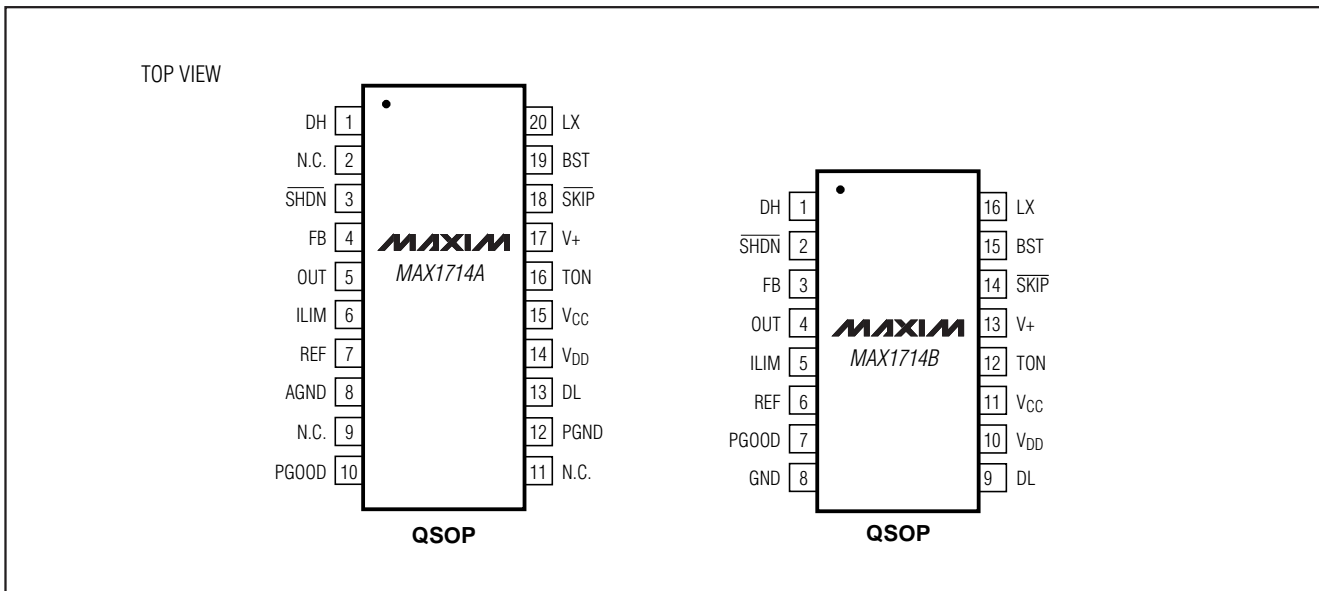 TOP VIEW
DH 1
N.C. 2
SHDN 3
FB 4
OUT 5
ILIM 6
REF 7
AGND 8
N.C. 9
PGOOD 10
MAXIM
MAX1714A
20 LX
19 BST
18 SKIP
17 V+
16 TON
15 VCC
14 VDD
13 DL
12 PGND
11 N.C.
QSOP
DH 1
SHDN 2
FB 3
OUT 4
ILIM 5
REF 6
PGOOD 7
GND 8
MAXIM
MAX1714B
16 LX
15 BST
14 SKIP
13 V+
12 TON
11 VCC
10 VDD
9 DL
QSOP